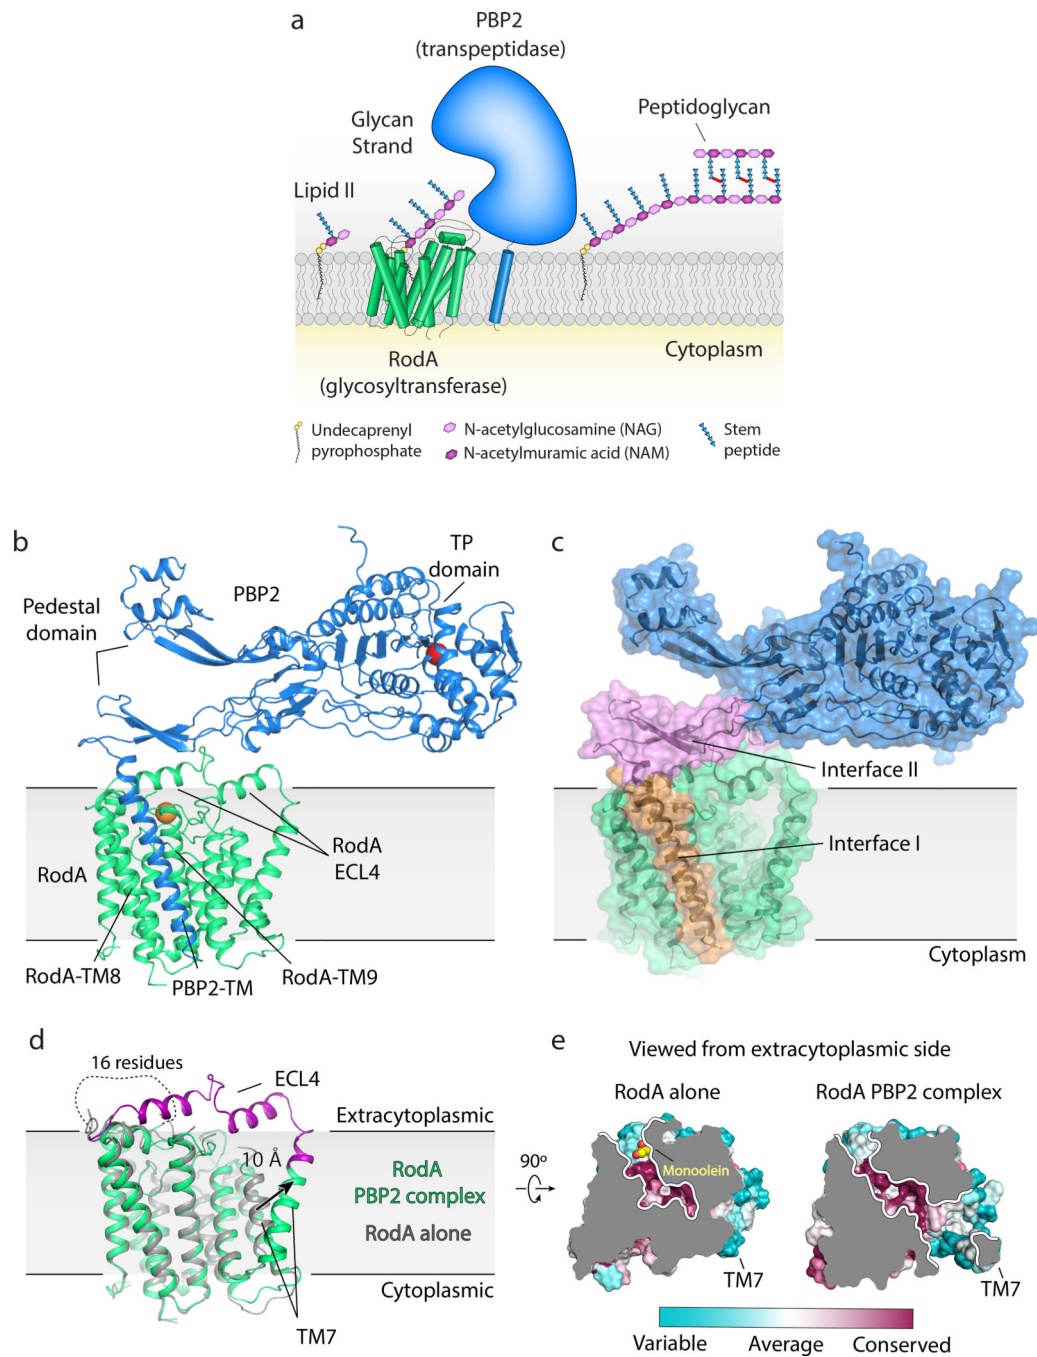 a
PBP2
(transpeptidase)
Glycan
Strand
Peptidoglycan
Lipid II
Cytoplasm
RodA
(glycosyltransferase)
Undecaprenyl
pyrophosphate
N-acetylglucosamine (NAG)
N-acetylmuramic acid (NAM)
Stem
peptide
b
TP
domain
PBP2
Pedestal
domain
RodA
ECL4
RodA
RodA-TM8
PBP2-TM
RodA-TM9
c
Interface II
Interface I
Cytoplasm
d
16 residues
ECL4
Extracytoplasmic
10 Å
RodA
PBP2 complex
RodA alone
Cytoplasmic
TM7
e
Viewed from extracytoplasmic side
RodA alone
RodA PBP2 complex
Monoolein
90º
TM7
TM7
Variable
Average
Conserved